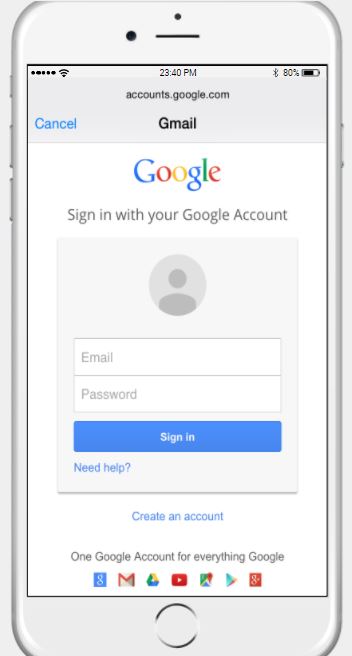 23:40 PM
80%
accounts.google.com
Cancel
Gmail
Google
Sign in with your Google Account
Email
Password
Sign in
Need help?
Create an account
One Google Account for everything Google
8
g+